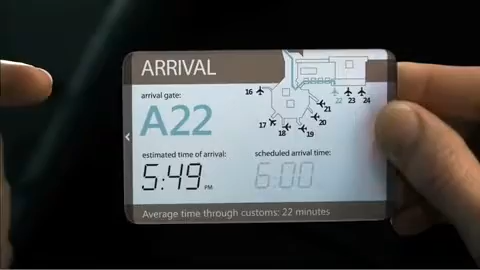 ARRIVAL
arrival gate:
A22
estimated time of arrival:
5:49 PM
scheduled arrival time:
6:00
16
17
18
19
20
21
22
23
24
Average time through customs: 22 minutes